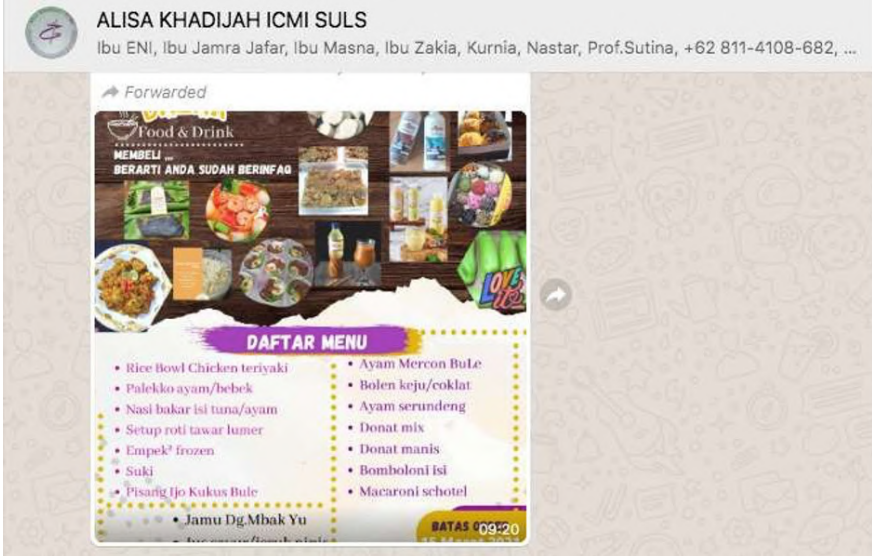 ALISA KHADIJAH ICMI SULS
Ibu ENI, Ibu Jamra Jafar, Ibu Masna, Ibu Zakia, Kurnia, Nastar, Prof.Sutina, +62 811-4108-682, ...
Forwarded
Food & Drink
MEMBELI ...
BERARTI ANDA SUDAH BERINFAQ
LOVE it
DAFTAR MENU
• Rice Bowl Chicken teriyaki
• Palekko ayam/bebek
• Nasi bakar isi tuna/ayam
• Setup roti tawar lumer
• Empek² frozen
• Suki
• Pisang Ijo Kukus Bule
• Ayam Mercon BuLe
• Bolen keju/coklat
• Ayam serundeng
• Donat mix
• Donat manis
• Bomboloni isi
• Macaroni schotel
• Jamu Dg.Mbak Yu
BATAS
09:20
15 Maret